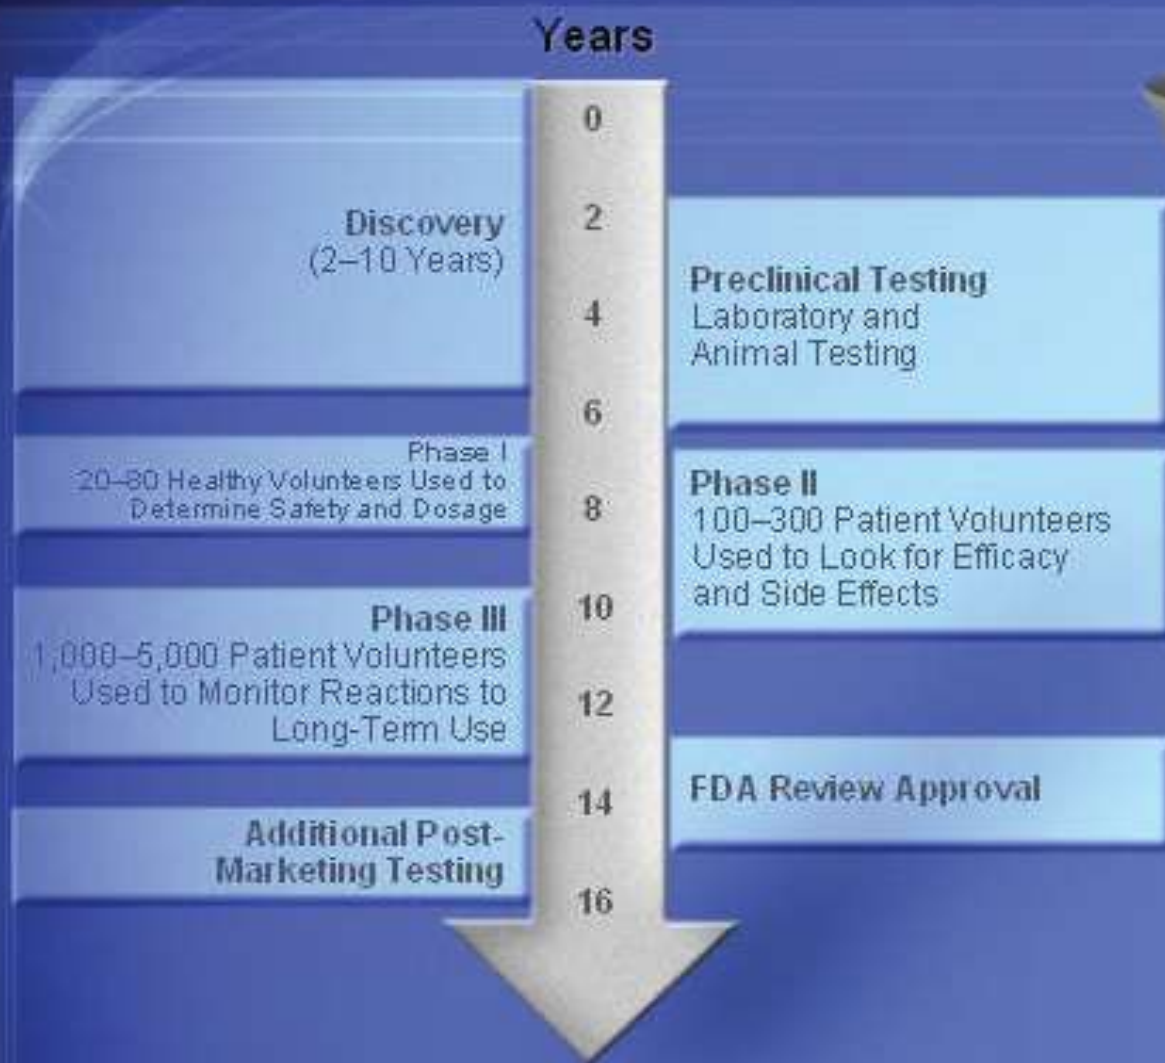 Years
0
2
4
6
8
10
12
14
16
Discovery
(2–10 Years)
Preclinical Testing
Laboratory and
Animal Testing
Phase I
20–80 Healthy Volunteers Used to
Determine Safety and Dosage
Phase II
100–300 Patient Volunteers
Used to Look for Efficacy
and Side Effects
Phase III
1,000–5,000 Patient Volunteers
Used to Monitor Reactions to
Long-Term Use
FDA Review Approval
Additional Post-
Marketing Testing